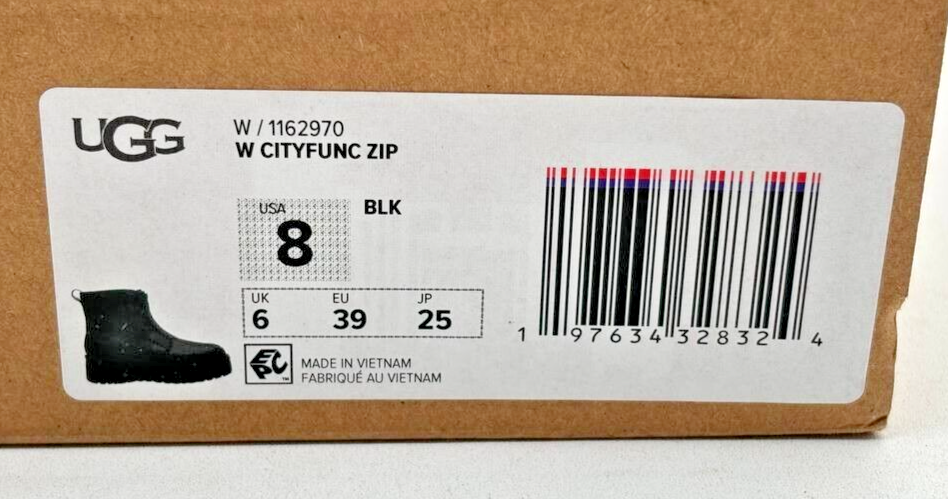 UGG
W / 1162970
W CITYFUNC ZIP
USA
8
BLK
UK EU JP
6 39 25
EPC™
MADE IN VIETNAM
FABRIQUÉ AU VIETNAM
1 97634 32832 4